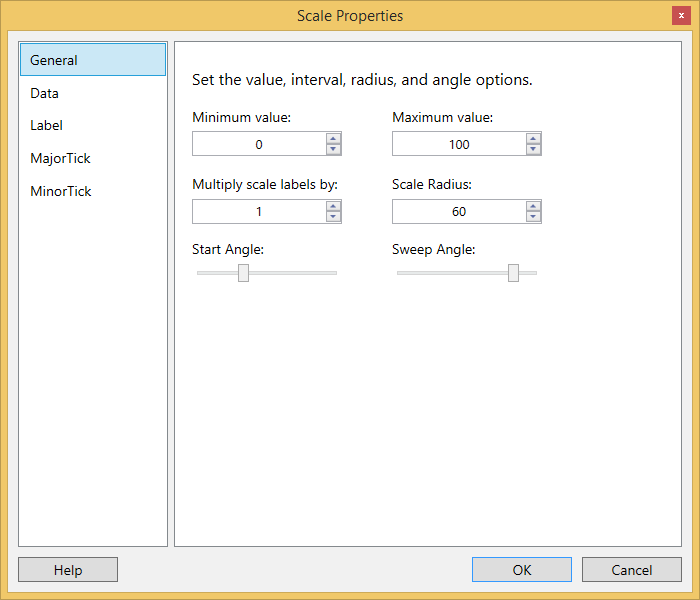 Scale Properties
General
Data
Label
MajorTick
MinorTick
Set the value, interval, radius, and angle options.
Minimum value: Maximum value:
0 100
Multiply scale labels by: Scale Radius:
1 60
Start Angle: Sweep Angle:
Help OK Cancel